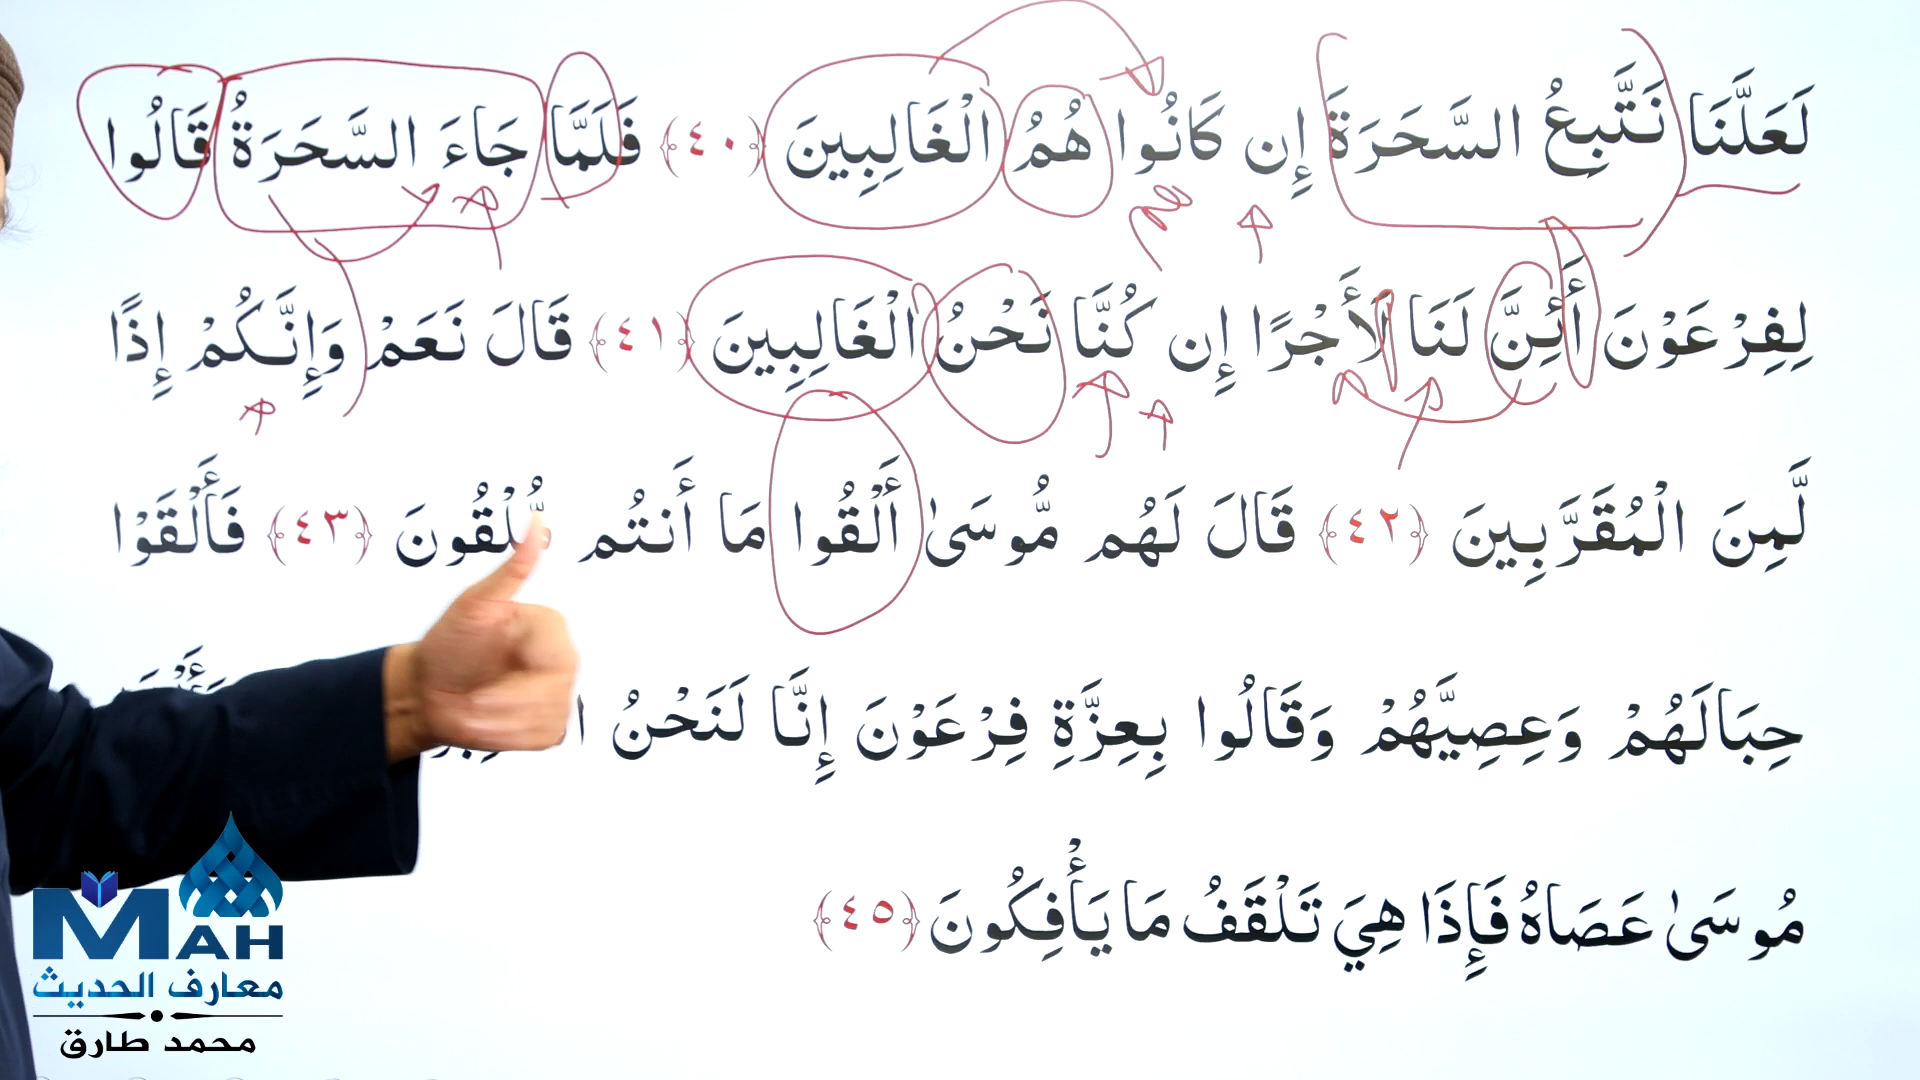 لَعَلَّنَا نَتَّبِعُ السَّحَرَةَ إِن كَانُوا هُمُ الْغَالِبِينَ ﴿٤٠﴾ فَلَمَّا جَاءَ السَّحَرَةُ قَالُوا
لِفِرْعَوْنَ أَئِنَّ لَنَا لَأَجْرًا إِن كُنَّا نَحْنُ الْغَالِبِينَ ﴿٤١﴾ قَالَ نَعَمْ وَإِنَّكُمْ إِذًا
لَّمِنَ الْمُقَرَّبِينَ ﴿٤٢﴾ قَالَ لَهُم مُّوسَىٰ أَلْقُوا مَا أَنتُم مُّلْقُونَ ﴿٤٣﴾ فَأَلْقَوْا
حِبَالَهُمْ وَعِصِيَّهُمْ وَقَالُوا بِعِزَّةِ فِرْعَوْنَ إِنَّا لَنَحْنُ
مُوسَىٰ عَصَاهُ فَإِذَا هِيَ تَلْقَفُ مَا يَأْفِكُونَ ﴿٤٥﴾
MAH
معارف الحديث
محمد طارق